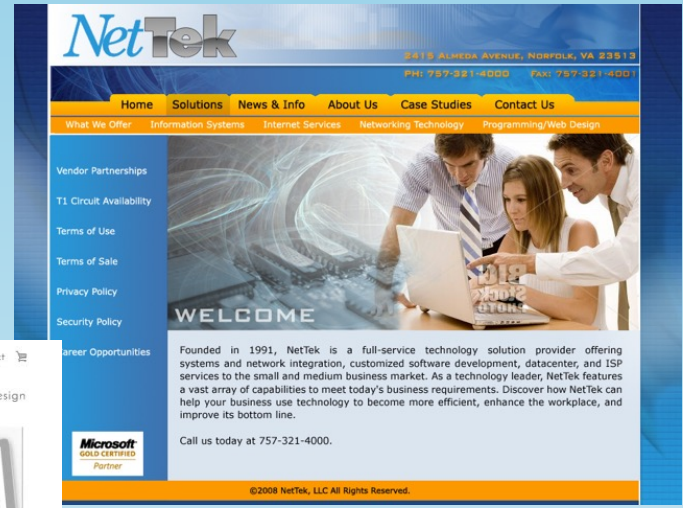 NetTek
2415 Almeda Avenue, Norfolk, VA 23513
PH: 757-321-4000 Fax: 757-321-4001
Home Solutions News & Info About Us Case Studies Contact Us
What We Offer Information Systems Internet Services Networking Technology Programming/Web Design
Vendor Partnerships
T1 Circuit Availability
Terms of Use
Terms of Sale
Privacy Policy
Security Policy
Career Opportunities
BIG
Stock
PHOTO
WELCOME
Founded in 1991, NetTek is a full-service technology solution provider offering
systems and network integration, customized software development, datacenter, and ISP
services to the small and medium business market. As a technology leader, NetTek features
a vast array of capabilities to meet today's business requirements. Discover how NetTek can
help your business use technology to become more efficient, enhance the workplace, and
improve its bottom line.
Call us today at 757-321-4000.
Microsoft
GOLD CERTIFIED
Partner
©2008 NetTek, LLC All Rights Reserved.